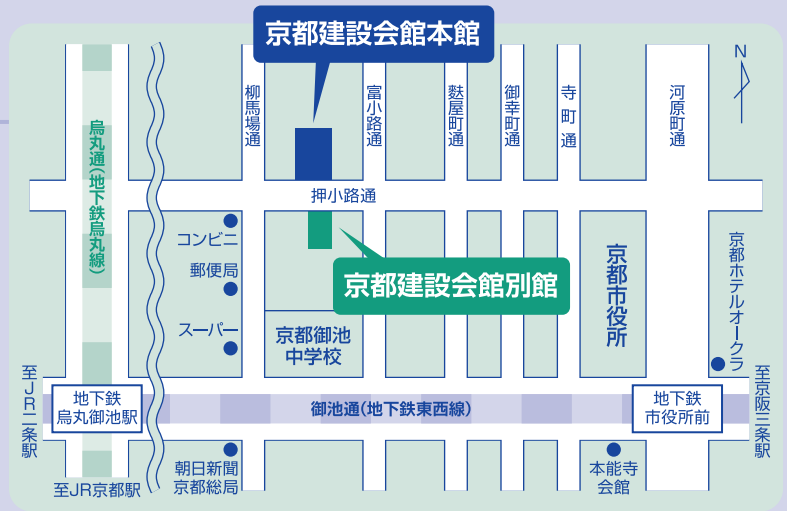 京都建設会館本館
N
烏丸通(地下鉄烏丸線)
柳馬場通
富小路通
麩屋町通
御幸町通
寺町通
河原町通
押小路通
コンビニ
郵便局
スーパー
京都建設会館別館
京都御池
中学校
京都市役所
京都ホテルオークラ
至JR二条駅
地下鉄
烏丸御池駅
御池通(地下鉄東西線)
地下鉄
市役所前
至京阪三条駅
朝日新聞
京都総局
本能寺
会館
至JR京都駅